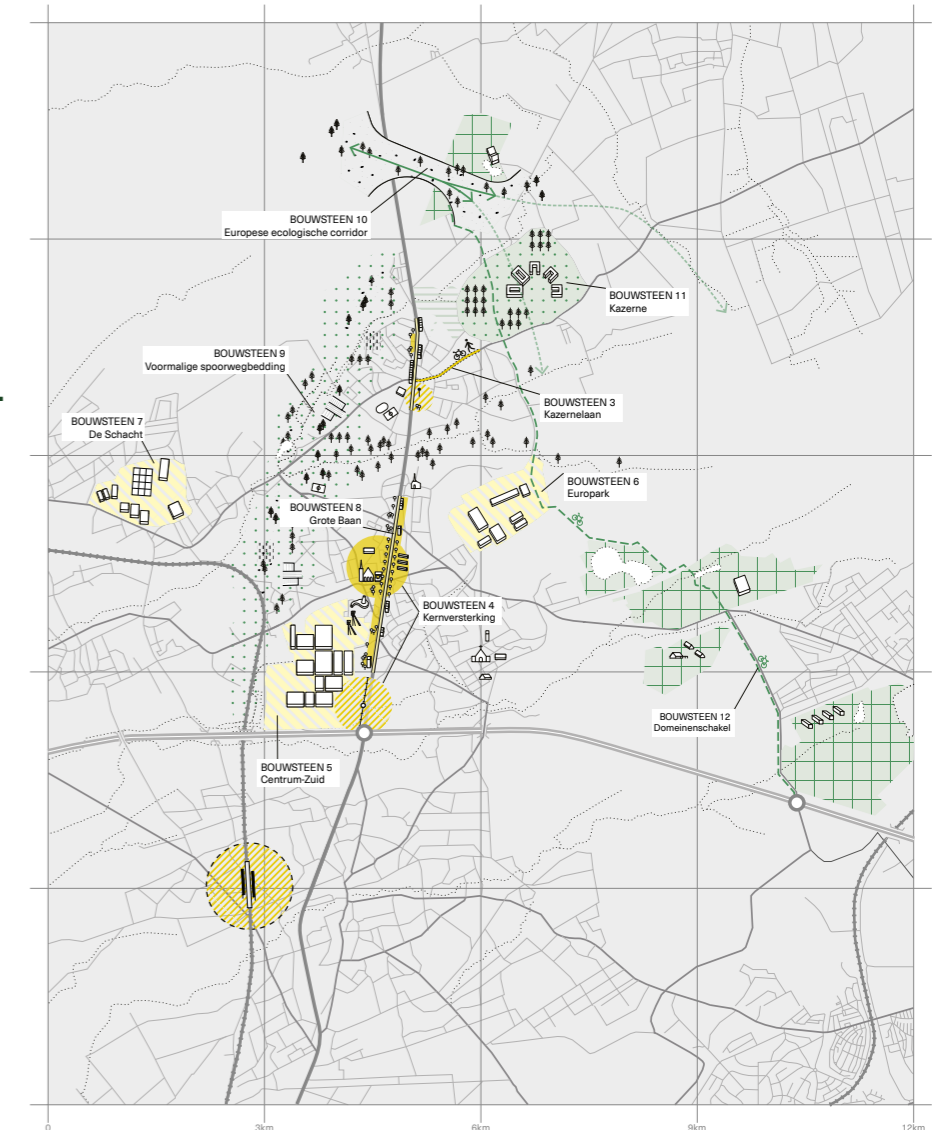 BOUWSTEEN 10
Europese ecologische corridor
BOUWSTEEN 11
Kazerne
BOUWSTEEN 9
Voormalige spoorwegbedding
BOUWSTEEN 3
Kazernelaan
BOUWSTEEN 7
De Schacht
BOUWSTEEN 6
Europark
BOUWSTEEN 8
Grote Baan
BOUWSTEEN 4
Kernversterking
BOUWSTEEN 12
Domeinenschakel
BOUWSTEEN 5
Centrum-Zuid
0
3km
6km
9km
12km